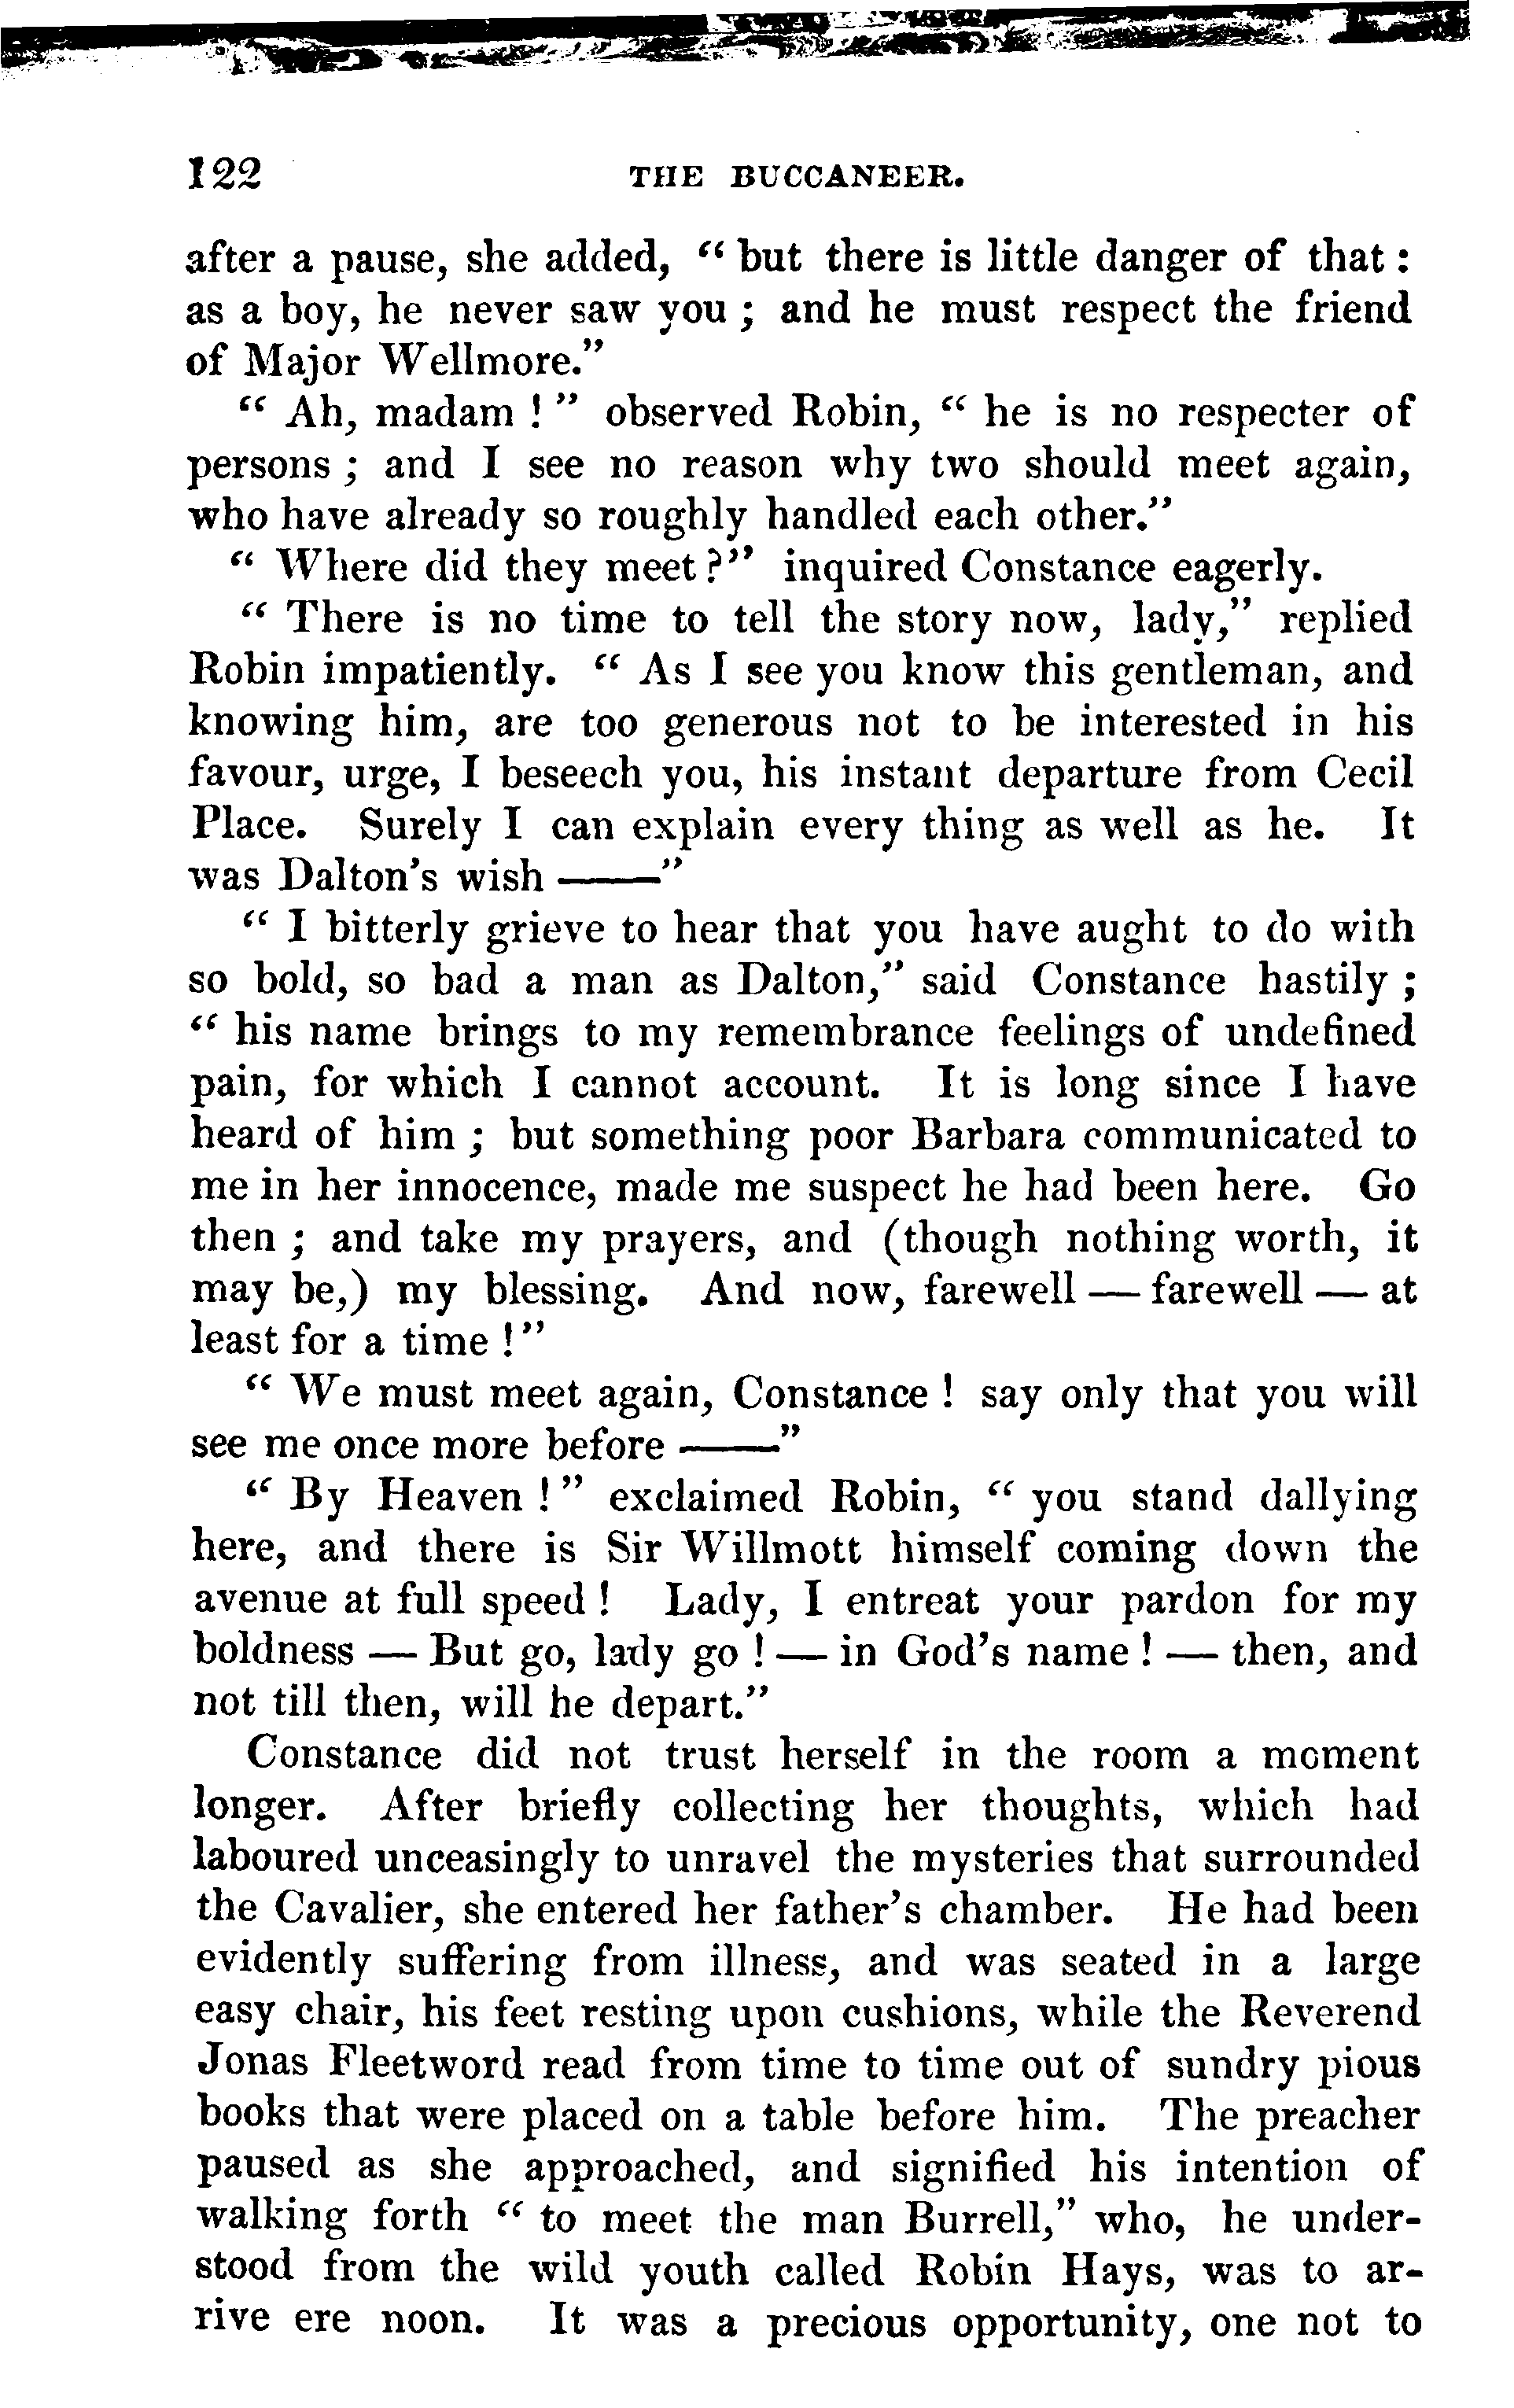 122 THE BUCCANEER.
after a pause, she added, “ but there is little danger of that :
as a boy, he never saw you ; and he must respect the friend
of Major Wellmore.”
“ Ah, madam ! ” observed Robin, “ he is no respecter of
persons ; and I see no reason why two should meet again,
who have already so roughly handled each other.”
“ Where did they meet ?” inquired Constance eagerly.
“ There is no time to tell the story now, lady,” replied
Robin impatiently. “ As I see you know this gentleman, and
knowing him, are too generous not to be interested in his
favour, urge, I beseech you, his instant departure from Cecil
Place. Surely I can explain every thing as well as he. It
was Dalton’s wish ——”
“ I bitterly grieve to hear that you have aught to do with
so bold, so bad a man as Dalton,” said Constance hastily ;
“ his name brings to my remembrance feelings of undefined
pain, for which I cannot account. It is long since I have
heard of him ; but something poor Barbara communicated to
me in her innocence, made me suspect he had been here. Go
then ; and take my prayers, and (though nothing worth, it
may be,) my blessing. And now, farewell — farewell — at
least for a time !”
“ We must meet again, Constance ! say only that you will
see me once more before ——”
“ By Heaven ! ” exclaimed Robin, “ you stand dallying
here, and there is Sir Willmott himself coming down the
avenue at full speed ! Lady, I entreat your pardon for my
boldness — But go, lady go ! — in God’s name ! — then, and
not till then, will he depart.”
Constance did not trust herself in the room a moment
longer. After briefly collecting her thoughts, which had
laboured unceasingly to unravel the mysteries that surrounded
the Cavalier, she entered her father’s chamber. He had been
evidently suffering from illness, and was seated in a large
easy chair, his feet resting upon cushions, while the Reverend
Jonas Fleetword read from time to time out of sundry pious
books that were placed on a table before him. The preacher
paused as she approached, and signified his intention of
walking forth “ to meet the man Burrell,” who, he under-
stood from the wild youth called Robin Hays, was to ar-
rive ere noon. It was a precious opportunity, one not to